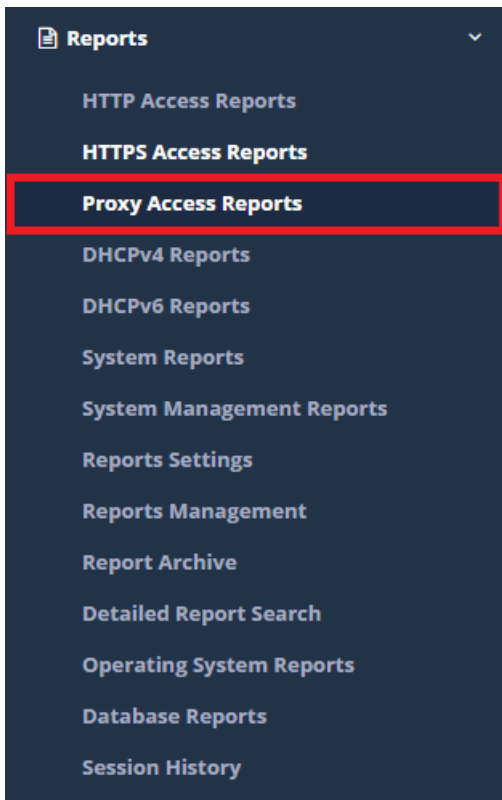 Reports
HTTP Access Reports
HTTPS Access Reports
Proxy Access Reports
DHCPv4 Reports
DHCPv6 Reports
System Reports
System Management Reports
Reports Settings
Reports Management
Report Archive
Detailed Report Search
Operating System Reports
Database Reports
Session History